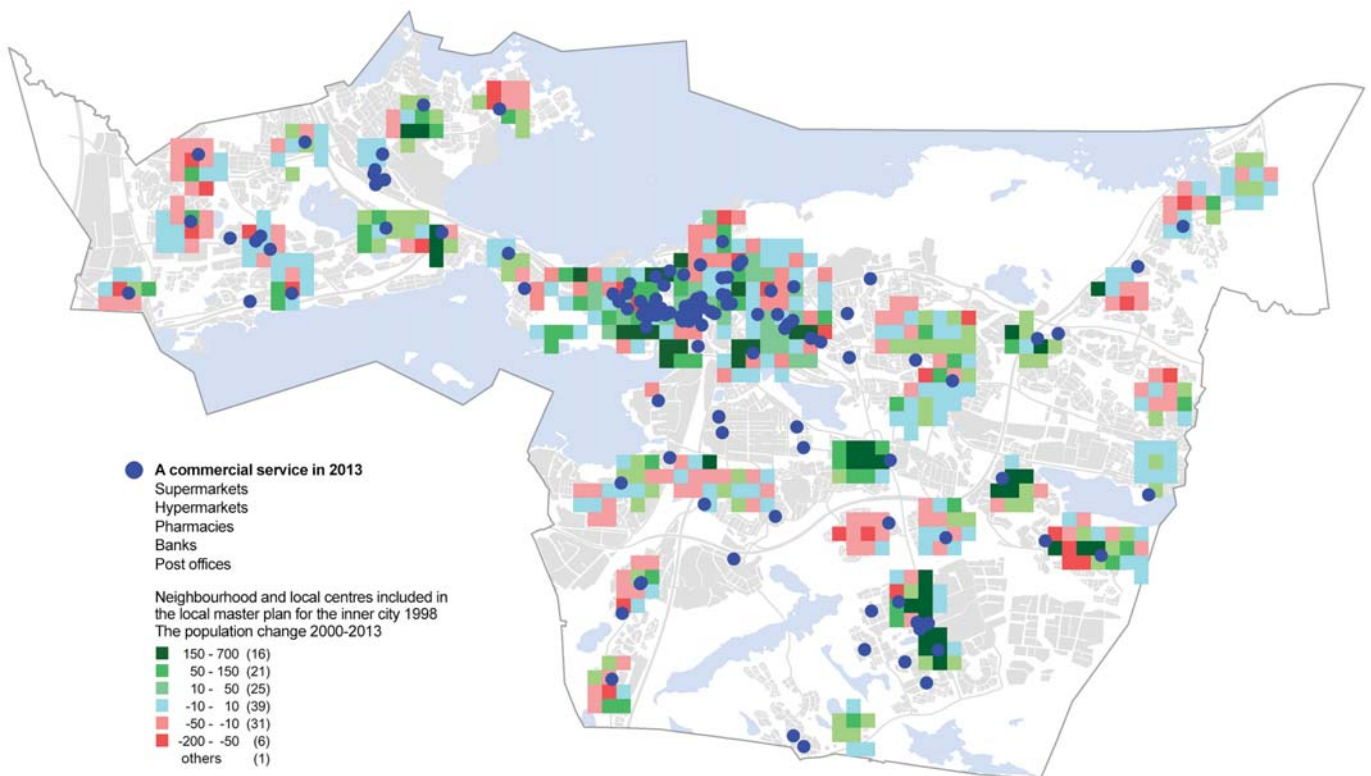 A commercial service in 2013
Supermarkets
Hypermarkets
Pharmacies
Banks
Post offices
Neighbourhood and local centres included in
the local master plan for the inner city 1998
The population change 2000-2013
150 - 700 (16)
50 - 150 (21)
10 - 50 (25)
-10 - 10 (39)
-50 - -10 (31)
-200 - -50 (6)
others (1)